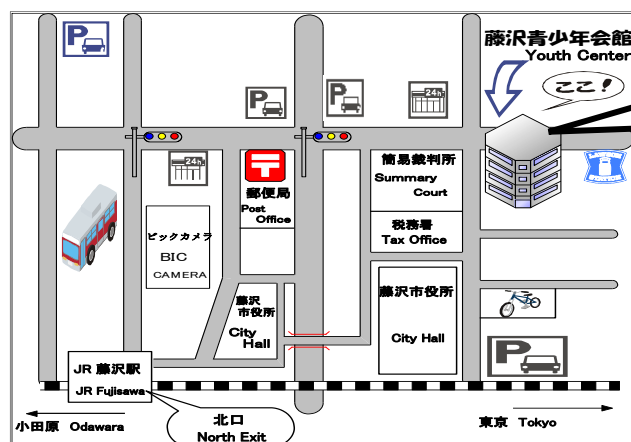 藤沢青少年会館
Youth Center
ここ！
P
P
P
24h
24h
簡易裁判所
Summary
Court
〒
郵便局
Post
Office
ビックカメラ
BIC
CAMERA
税務署
Tax Office
藤沢
市役所
City
Hall
藤沢市役所
City Hall
P
JR 藤沢駅
JR Fujisawa
北口
North Exit
小田原 Odawara
東京 Tokyo